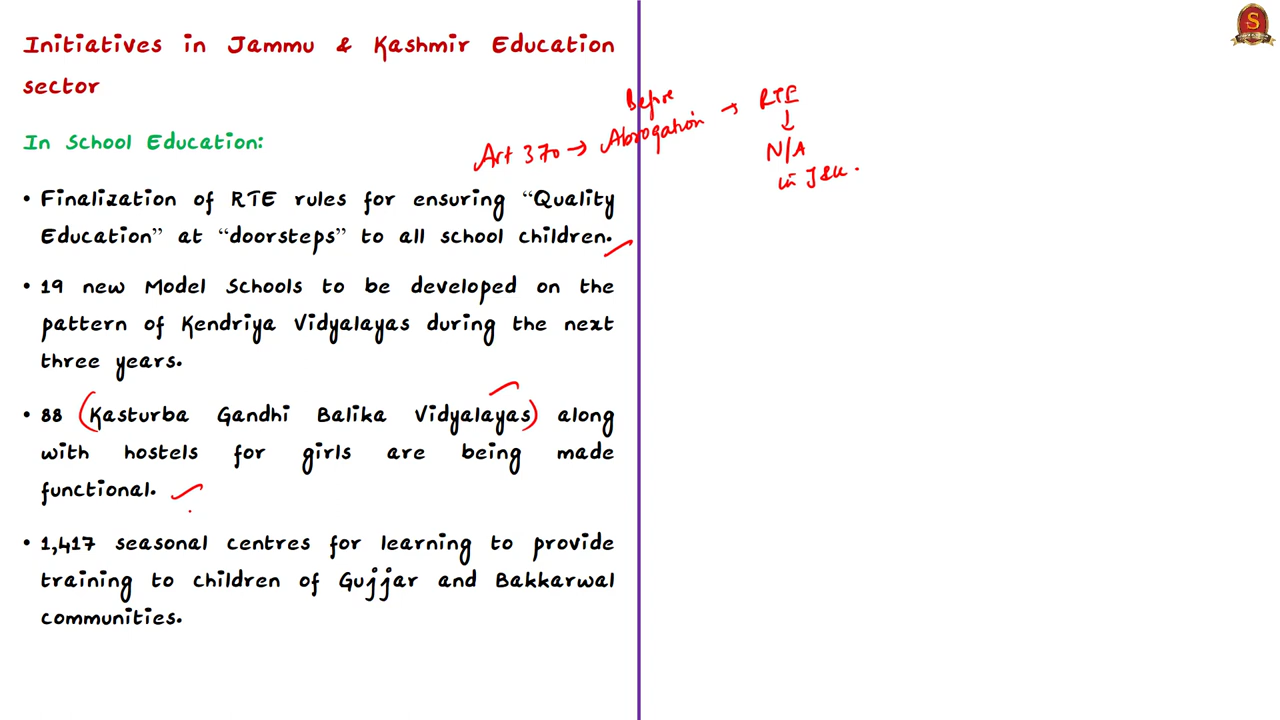 Initiatives in Jammu & Kashmir Education
sector
In School Education:
Before
Art 370 → Abrogation → RTE
↓
N/A
in J&K.
• Finalization of RTE rules for ensuring “Quality
Education” at “doorsteps” to all school children.
• 19 new Model Schools to be developed on the
pattern of Kendriya Vidyalayas during the next
three years.
• 88 (Kasturba Gandhi Balika Vidyalayas) along
with hostels for girls are being made
functional.
• 1,417 seasonal centres for learning to provide
training to children of Gujjar and Bakkarwal
communities.
S